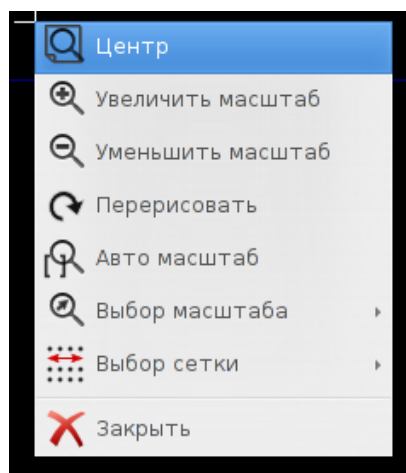 Центр
Увеличить масштаб
Уменьшить масштаб
Перерисовать
Авто масштаб
Выбор масштаба
Выбор сетки
Закрыть